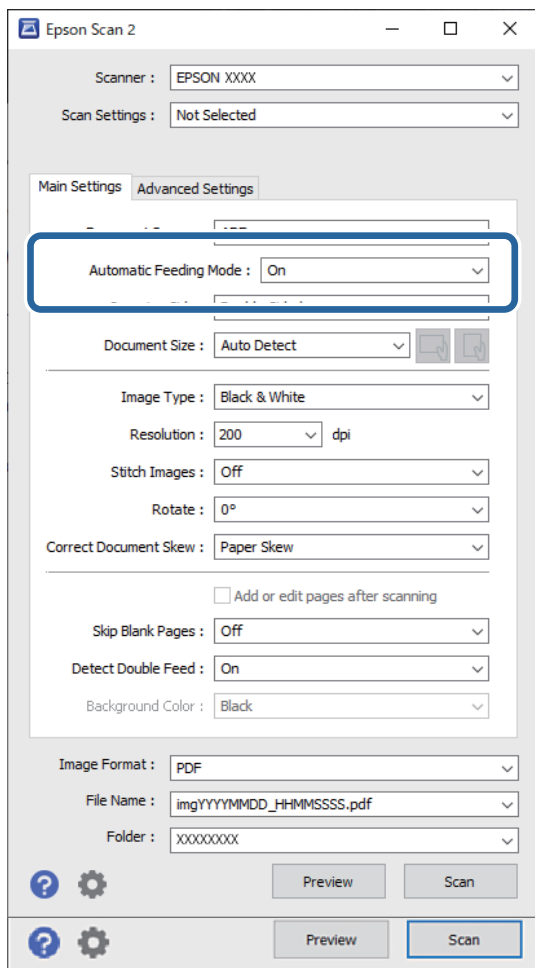 Epson Scan 2
Scanner : EPSON XXXX
Scan Settings : Not Selected
Main Settings Advanced Settings
Automatic Feeding Mode : On
Document Size : Auto Detect
Image Type : Black & White
Resolution : 200 dpi
Stitch Images : Off
Rotate : 0°
Correct Document Skew : Paper Skew
Add or edit pages after scanning
Skip Blank Pages : Off
Detect Double Feed : On
Background Color : Black
Image Format : PDF
File Name : imgYYYYMMDD_HHMMSSSS.pdf
Folder : XXXXXXXX
? Preview Scan
? Preview Scan